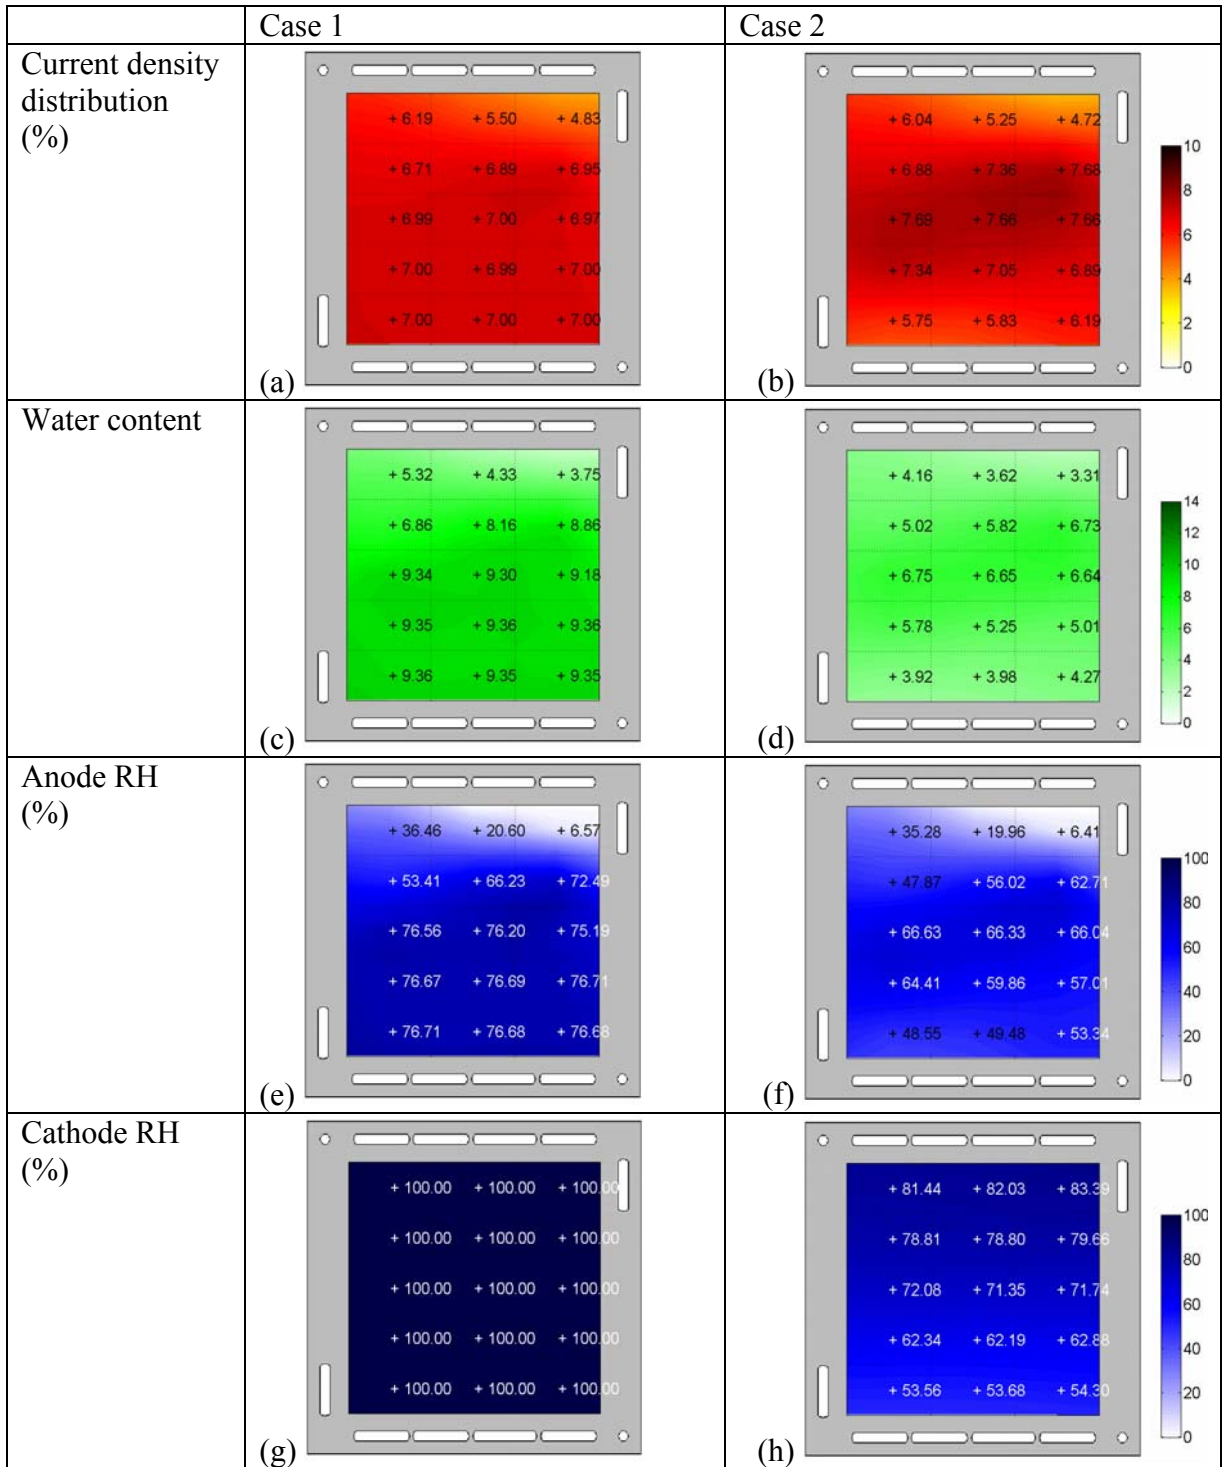 Case 1 Case 2
Current density
distribution
(%)
+ 6.19 + 5.50 + 4.83
+ 6.71 + 6.89 + 6.95
+ 6.99 + 7.00 + 6.97
+ 7.00 + 6.99 + 7.00
+ 7.00 + 7.00 + 7.00
(a)
+ 6.04 + 5.25 + 4.72
+ 6.88 + 7.36 + 7.68
+ 7.69 + 7.66 + 7.66
+ 7.34 + 7.05 + 6.89
+ 5.75 + 5.83 + 6.19
(b)
10
8
6
4
2
0
Water content
+ 5.32 + 4.33 + 3.75
+ 6.86 + 8.16 + 8.86
+ 9.34 + 9.30 + 9.18
+ 9.35 + 9.36 + 9.36
+ 9.36 + 9.35 + 9.35
(c)
+ 4.16 + 3.62 + 3.31
+ 5.02 + 5.82 + 6.73
+ 6.75 + 6.65 + 6.64
+ 5.78 + 5.25 + 5.01
+ 3.92 + 3.98 + 4.27
(d)
14
12
10
8
6
4
2
0
Anode RH
(%)
+ 36.46 + 20.60 + 6.57
+ 53.41 + 66.23 + 72.49
+ 76.56 + 76.20 + 75.19
+ 76.67 + 76.69 + 76.71
+ 76.71 + 76.68 + 76.68
(e)
+ 35.28 + 19.96 + 6.41
+ 47.87 + 56.02 + 62.71
+ 66.63 + 66.33 + 66.04
+ 64.41 + 59.86 + 57.01
+ 48.55 + 49.48 + 53.34
(f)
100
80
60
40
20
0
Cathode RH
(%)
+ 100.00 + 100.00 + 100.00
+ 100.00 + 100.00 + 100.00
+ 100.00 + 100.00 + 100.00
+ 100.00 + 100.00 + 100.00
+ 100.00 + 100.00 + 100.00
(g)
+ 81.44 + 82.03 + 83.39
+ 78.81 + 78.80 + 79.66
+ 72.08 + 71.35 + 71.74
+ 62.34 + 62.19 + 62.88
+ 53.56 + 53.68 + 54.30
(h)
100
80
60
40
20
0